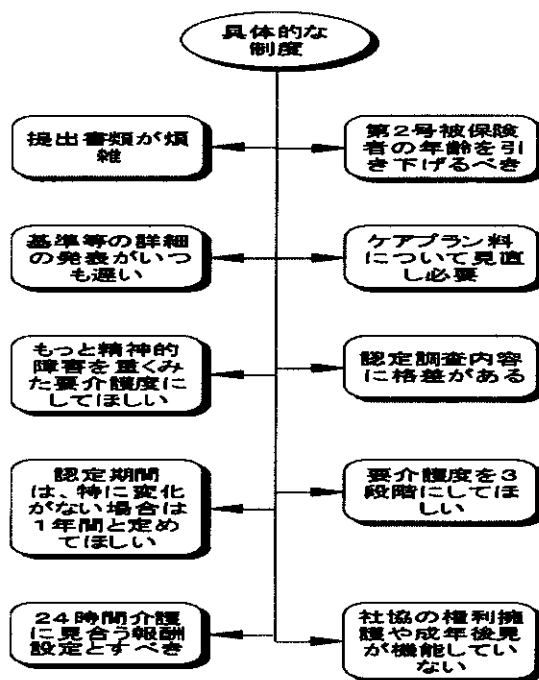 具体的な
制度
提出書類が煩
雑
第2号被保険
者の年齢を引
き下げるべき
基準等の詳細
の発表がいつ
も遅い
ケアプラン料
について見直
し必要
もっと精神的
障害を重くみ
た要介護度に
してほしい
認定調査内容
に格差がある
認定期間
は、特に変化
がない場合は
1年間と定め
てほしい
要介護度を3
段階にしてほ
しい
24時間介護
に見合う報酬
設定とすべき
社協の権利擁
護や成年後見
が機能してい
ない